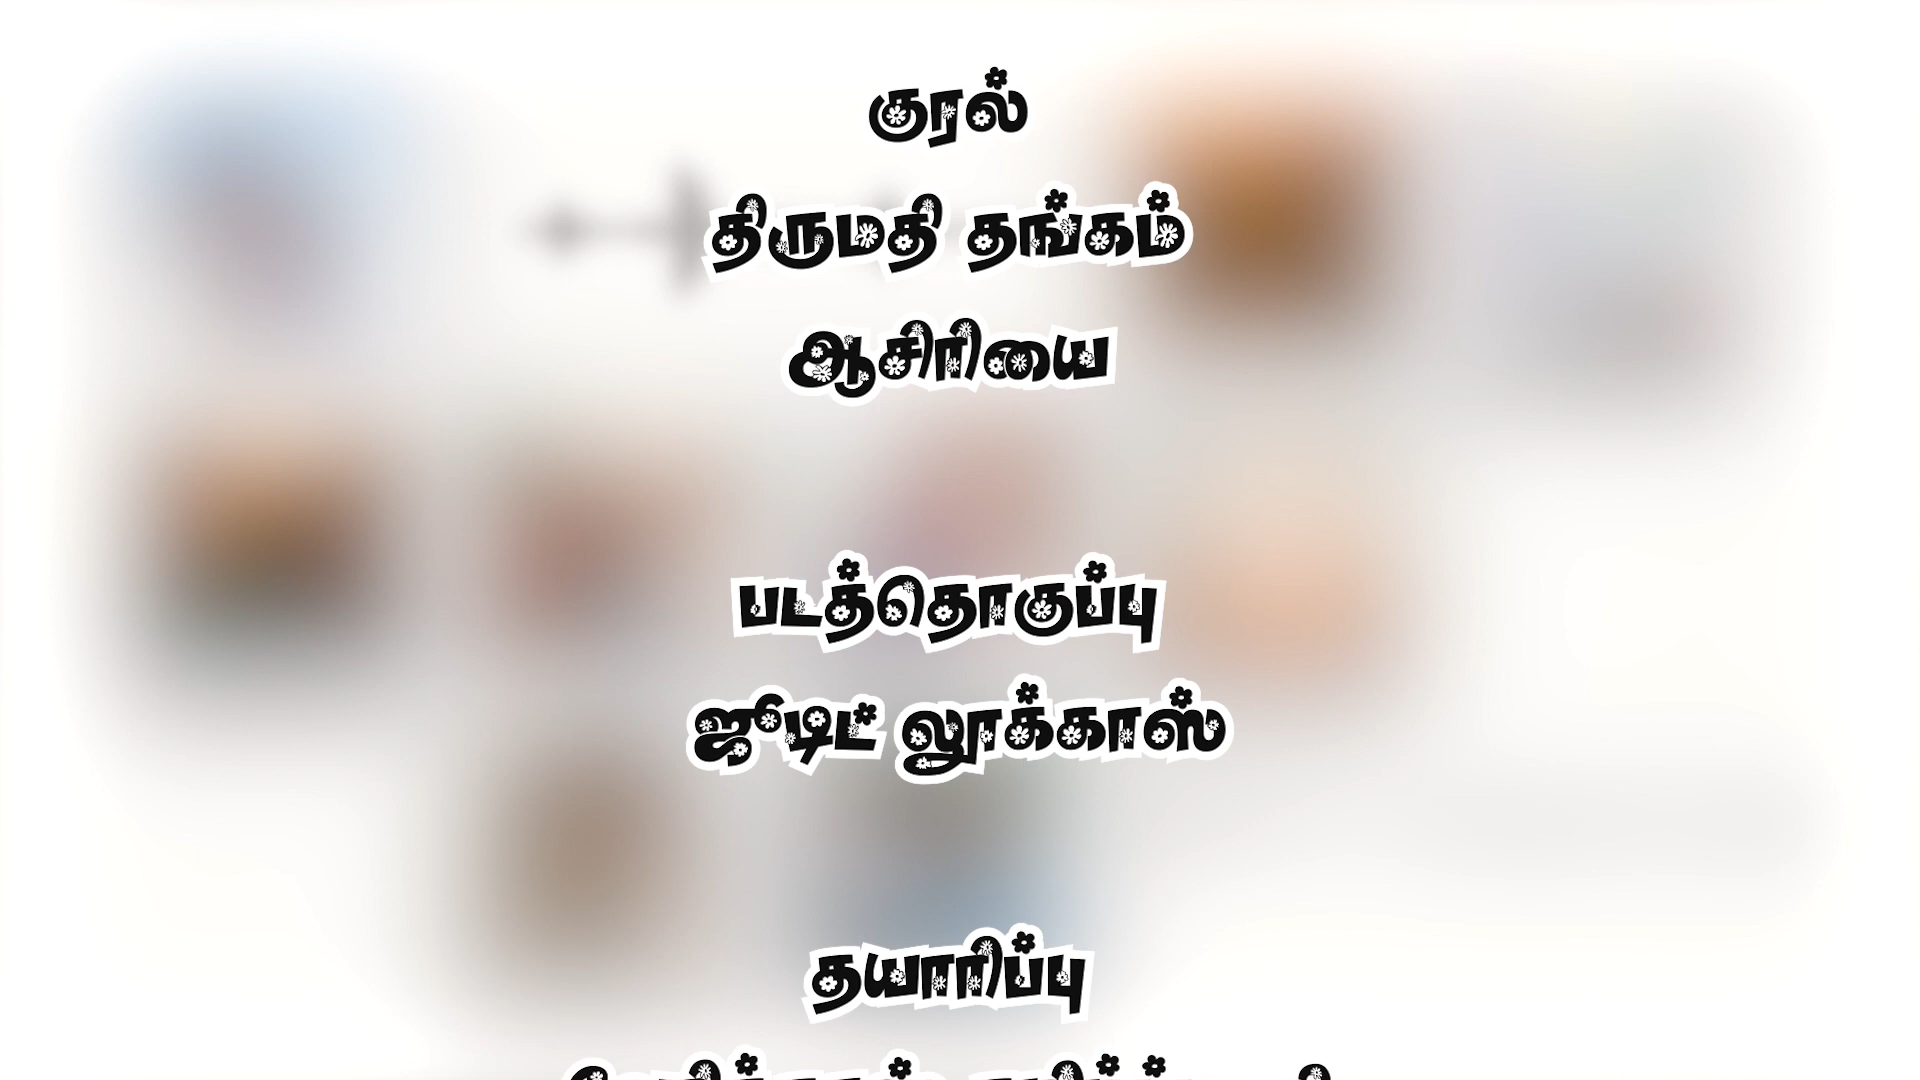 குரல்
திருமதி தங்கம்
ஆசிரியை
படத்தொகுப்பு
ஜூடிட் லூக்காஸ்
தயாரிப்பு